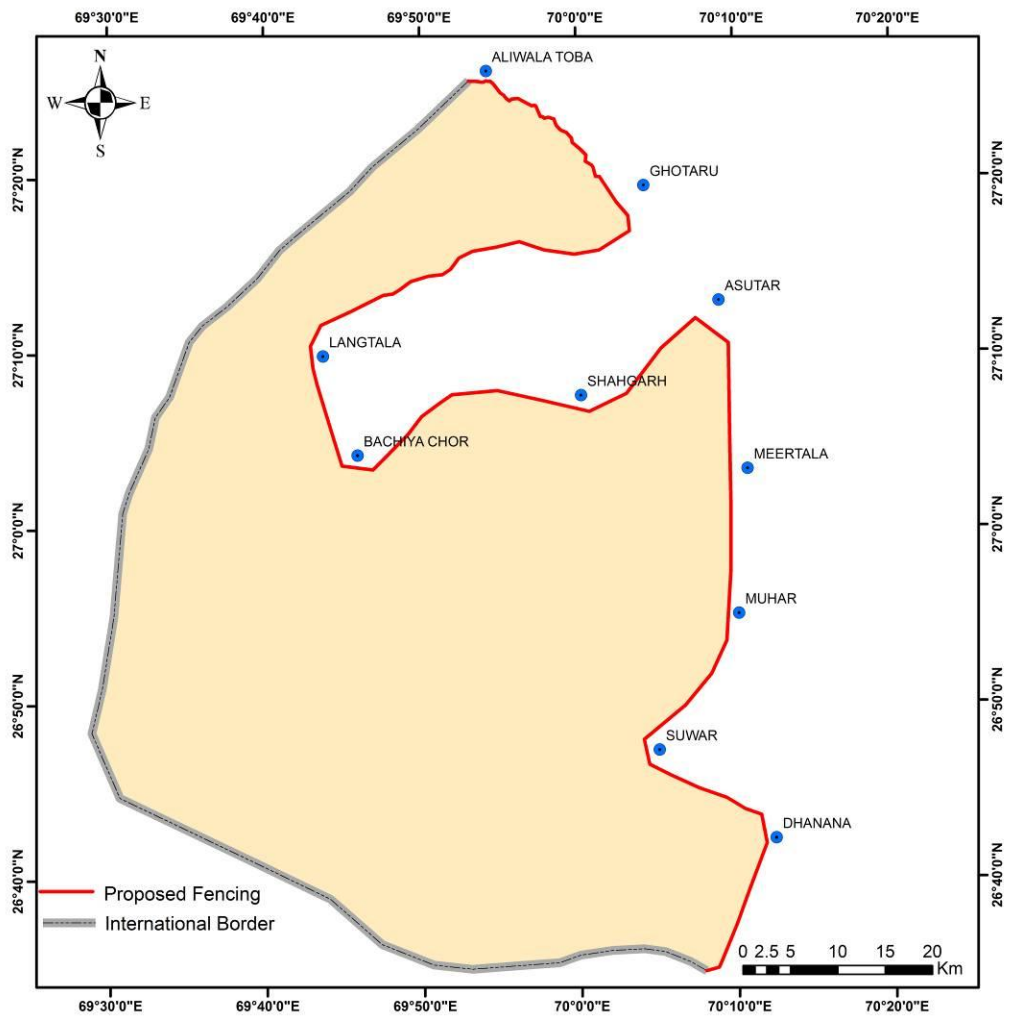 69°30'0"E 69°40'0"E 69°50'0"E 70°0'0"E 70°10'0"E 70°20'0"E
N
W E
S
ALIWALA TOBA
27°20'0"N
GHOTARU
27°20'0"N
ASUTAR
LANGTALA
27°10'0"N
27°10'0"N
SHAHGARH
BACHIYA CHOR
MEERTALA
27°0'0"N
27°0'0"N
MUHAR
26°50'0"N
26°50'0"N
SUWAR
DHANANA
26°40'0"N
26°40'0"N
Proposed Fencing
International Border
0 2.5 5 10 15 20
Km
69°30'0"E 69°40'0"E 69°50'0"E 70°0'0"E 70°10'0"E 70°20'0"E